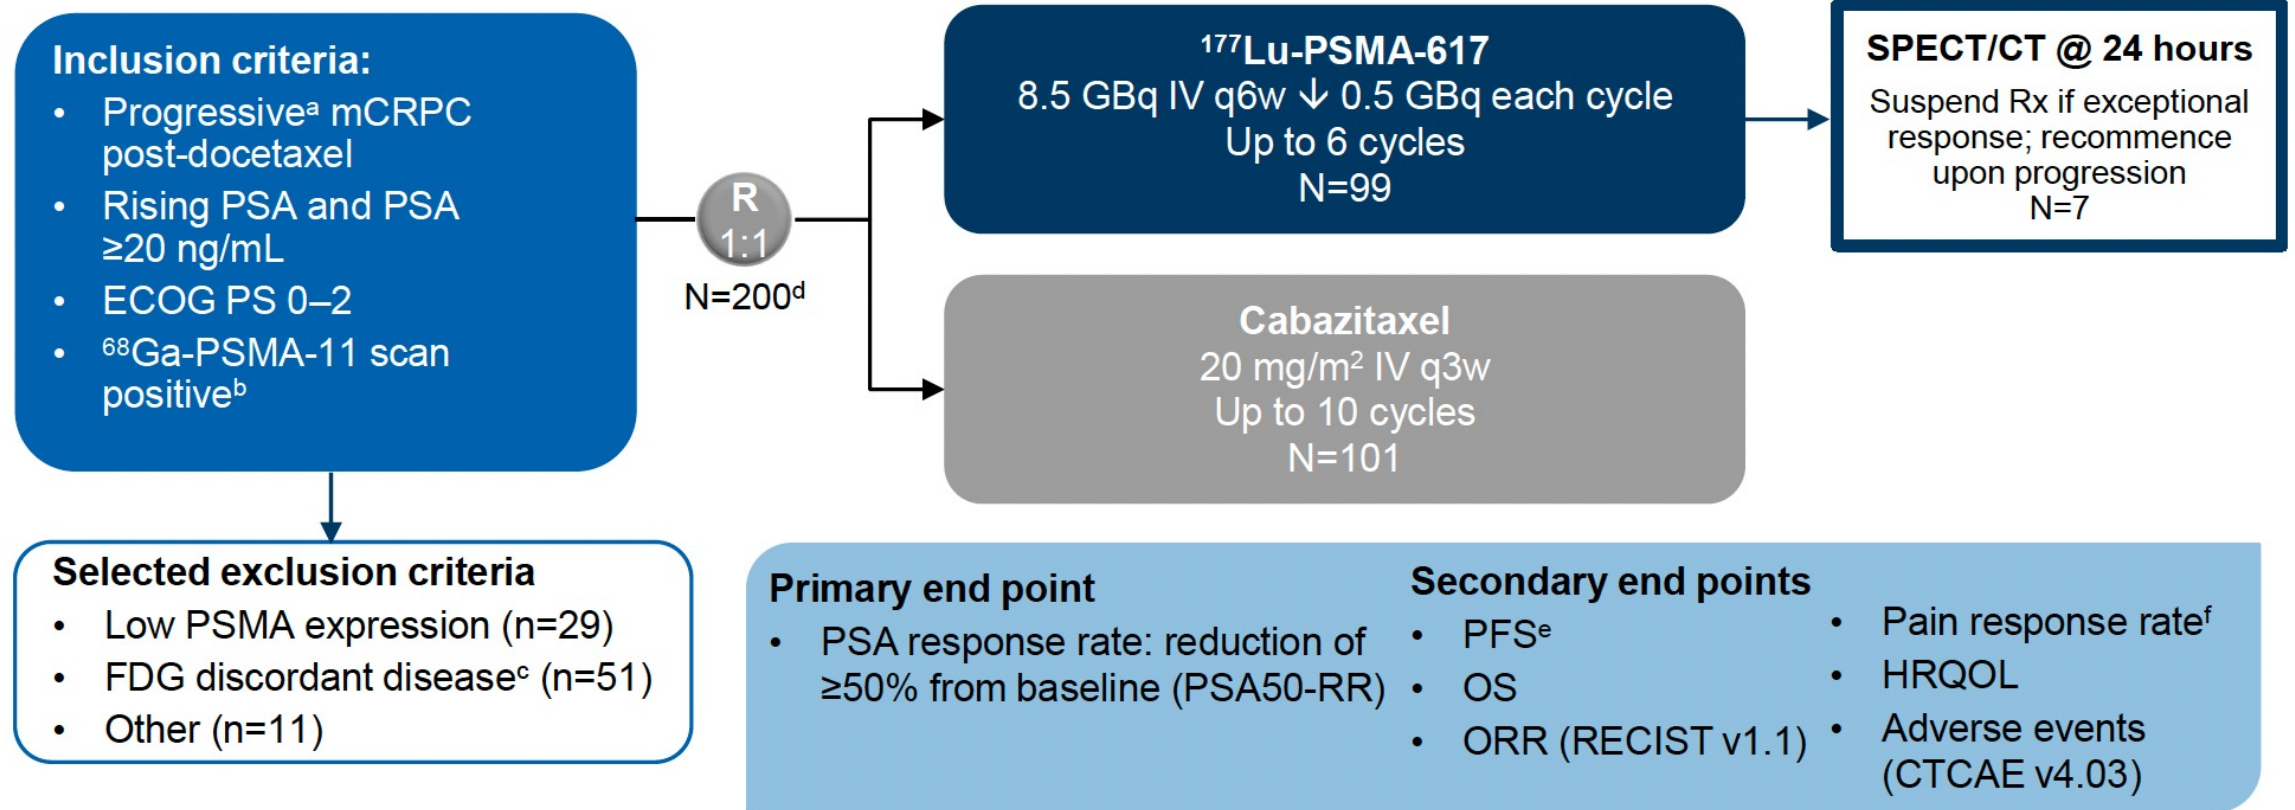 Inclusion criteria:
• Progressiveᵃ mCRPC
post-docetaxel
• Rising PSA and PSA
≥20 ng/mL
• ECOG PS 0–2
• ⁶⁸Ga-PSMA-11 scan
positiveᵇ
R
1:1
N=200ᵈ
¹⁷⁷Lu-PSMA-617
8.5 GBq IV q6w ↓ 0.5 GBq each cycle
Up to 6 cycles
N=99
SPECT/CT @ 24 hours
Suspend Rx if exceptional
response; recommence
upon progression
N=7
Cabazitaxel
20 mg/m² IV q3w
Up to 10 cycles
N=101
Selected exclusion criteria
• Low PSMA expression (n=29)
• FDG discordant diseaseᶜ (n=51)
• Other (n=11)
Primary end point
• PSA response rate: reduction of
≥50% from baseline (PSA50-RR)
Secondary end points
• PFSᵉ
• OS
• ORR (RECIST v1.1)
• Pain response rateᶠ
• HRQOL
• Adverse events
(CTCAE v4.03)